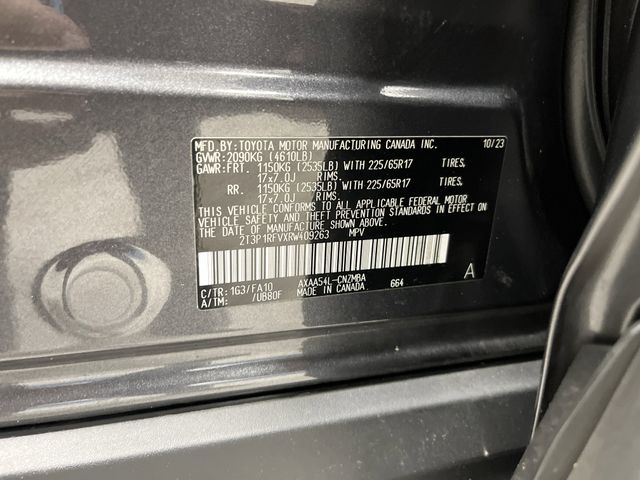 MFD.BY:TOYOTA MOTOR MANUFACTURING CANADA INC. 10/23
GVWR: 2090KG (4610LB)
GAWR: FRT. 1150KG (2535LB) WITH 225/65R17 TIRES,
17x7.0J RIMS.
RR. 1150KG (2535LB) WITH 225/65R17 TIRES,
17x7.0J RIMS.
THIS VEHICLE CONFORMS TO ALL APPLICABLE FEDERAL MOTOR
VEHICLE SAFETY AND THEFT PREVENTION STANDARDS IN EFFECT ON
THE DATE OF MANUFACTURE SHOWN ABOVE.
2T3P1RFVXRW409263 MPV
C/TR: 1G3/FA10 AXAA54L-CNZMBA 664 A
A/TM: /UB80F MADE IN CANADA